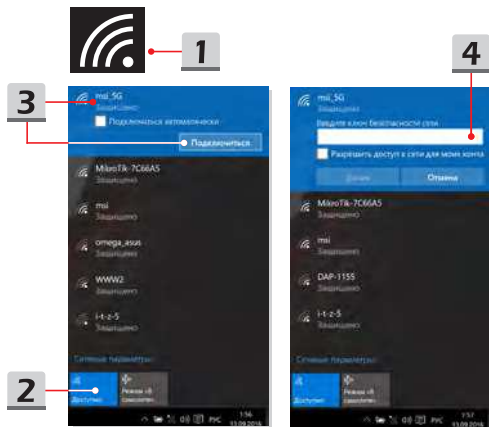 1
3
msi_5G
Защищено
Подключаться автоматически
Подключиться
MikroTik-7C66A5
Защищено
msi
Защищено
omega_asus
Защищено
WWW2
Защищено
i-t-z-5
Защищено
Сетевые параметры
2
Доступно
Режим «в самолете»
РУС
1:56
13.09.2016
4
msi_5G
Защищено
Введите ключ безопасности сети
Разрешить доступ к сети для моих конта
Далее
Отмена
MikroTik-7C66A5
Защищено
msi
Защищено
DAP-1155
Защищено
i-t-z-5
Защищено
Сетевые параметры
Доступно
Режим «в самолете»
РУС
1:57
13.09.2016